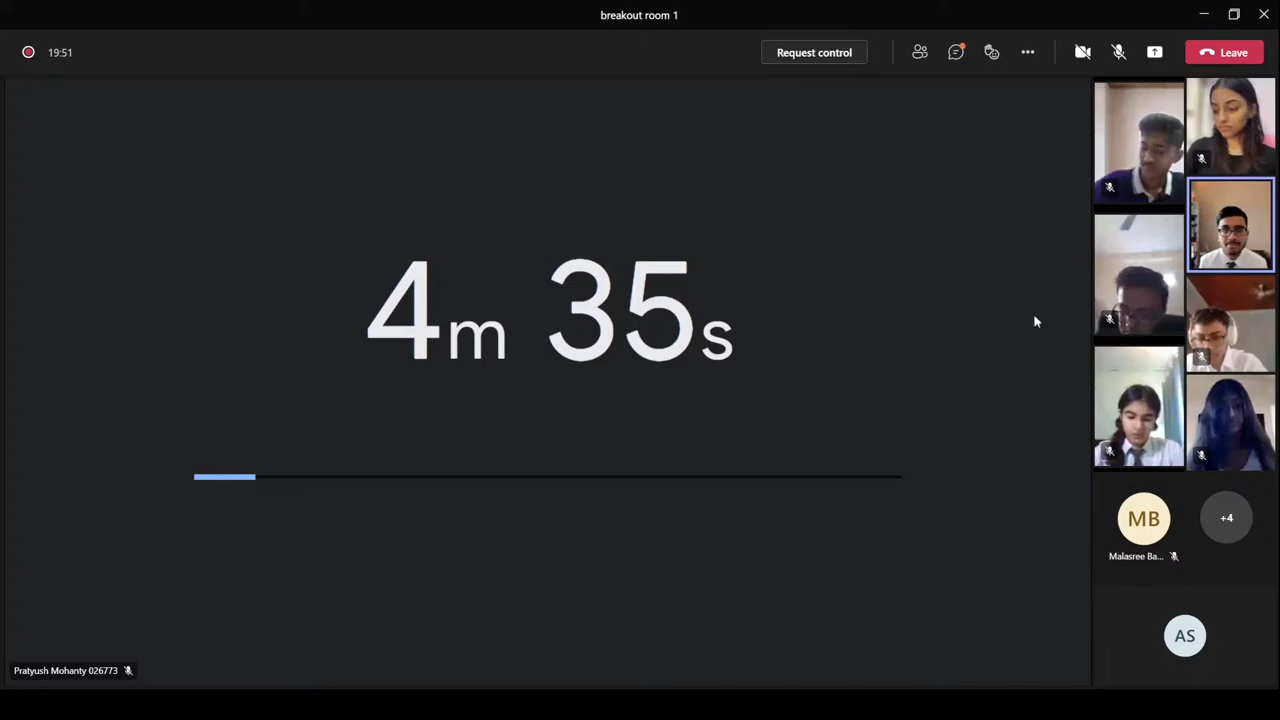 breakout room 1
19:51
Request control
Leave
4m 35s
MB
+4
Malasree Ba...
AS
Pratyush Mohanty 026773